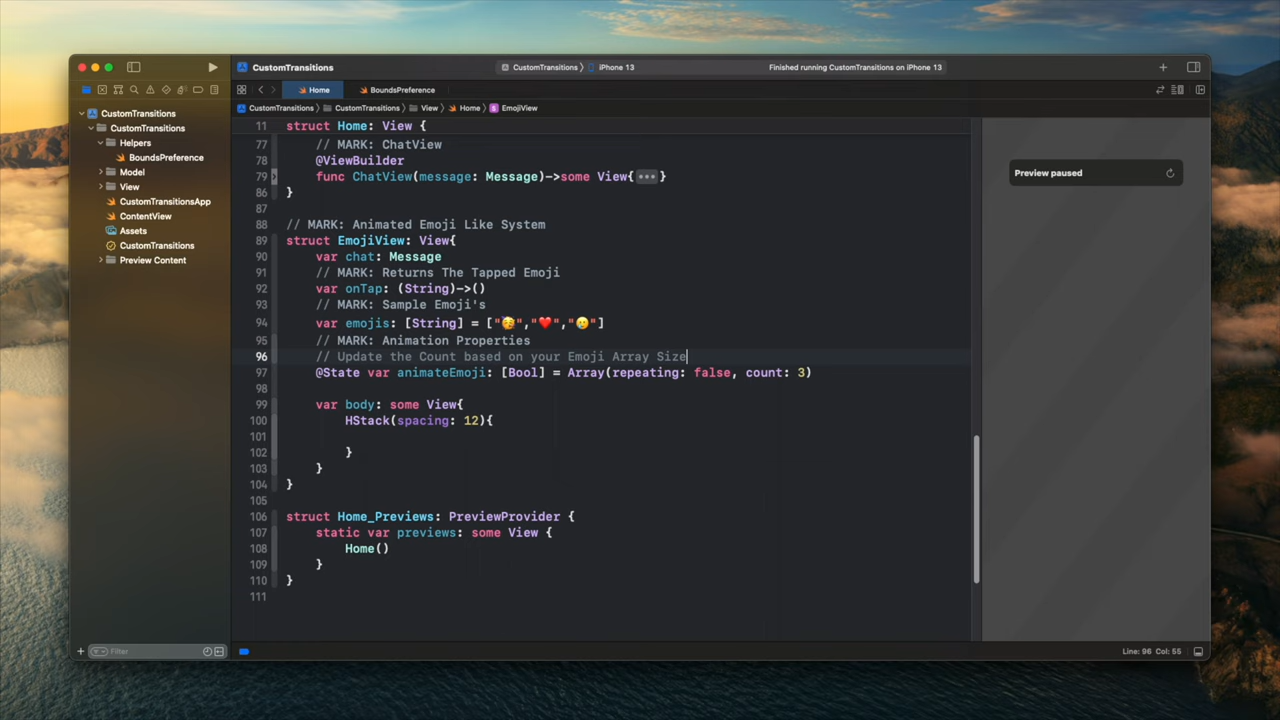 CustomTransitions
CustomTransitions ⟩ iPhone 13
Finished running CustomTransitions on iPhone 13
Home
BoundsPreference
CustomTransitions ⟩ CustomTransitions ⟩ View ⟩ Home ⟩ S EmojiView
CustomTransitions
CustomTransitions
Helpers
BoundsPreference
Model
View
CustomTransitionsApp
ContentView
Assets
CustomTransitions
Preview Content
Filter
11 struct Home: View {
77 // MARK: ChatView
78 @ViewBuilder
79 func ChatView(message: Message)->some View{•••}
86 }
87
88 // MARK: Animated Emoji Like System
89 struct EmojiView: View{
90 var chat: Message
91 // MARK: Returns The Tapped Emoji
92 var onTap: (String)->()
93 // MARK: Sample Emoji's
94 var emojis: [String] = ["🥳","❤️","🥲"]
95 // MARK: Animation Properties
96 // Update the Count based on your Emoji Array Size
97 @State var animateEmoji: [Bool] = Array(repeating: false, count: 3)
98
99 var body: some View{
100 HStack(spacing: 12){
101
102 }
103 }
104 }
105
106 struct Home_Previews: PreviewProvider {
107 static var previews: some View {
108 Home()
109 }
110 }
111
Preview paused
Line: 96 Col: 55